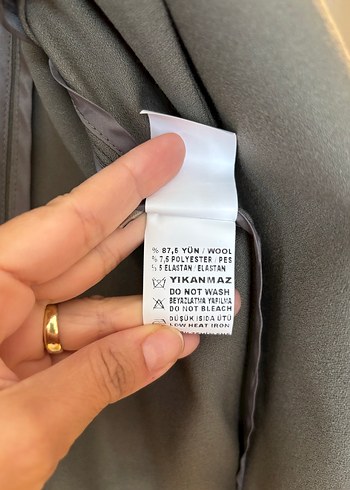 % 87,5 YÜN / WOOL
% 7,5 POLYESTER / PES
% 5 ELASTAN / ELASTAN
YIKANMAZ
DO NOT WASH
BEYAZLATMA YAPILMA
DO NOT BLEACH
DÜŞÜK ISIDA ÜTÜ
LOW HEAT IRON